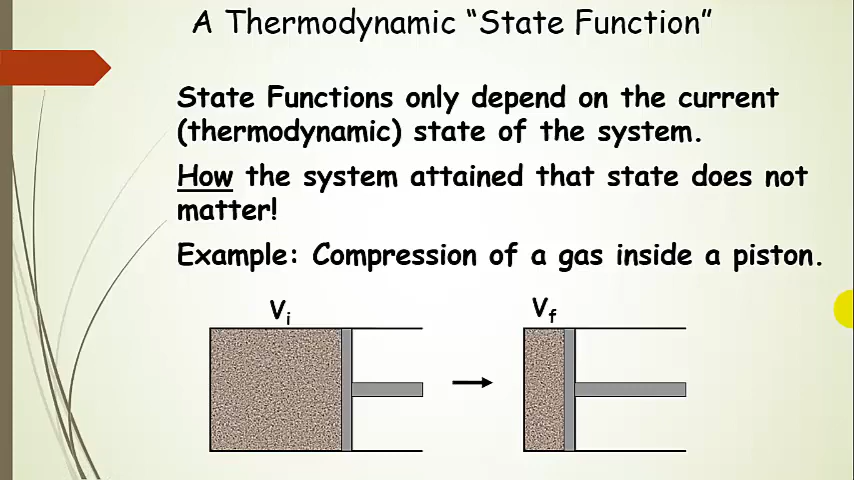 A Thermodynamic “State Function”
State Functions only depend on the current
(thermodynamic) state of the system.
How the system attained that state does not
matter!
Example: Compression of a gas inside a piston.
Vi Vf